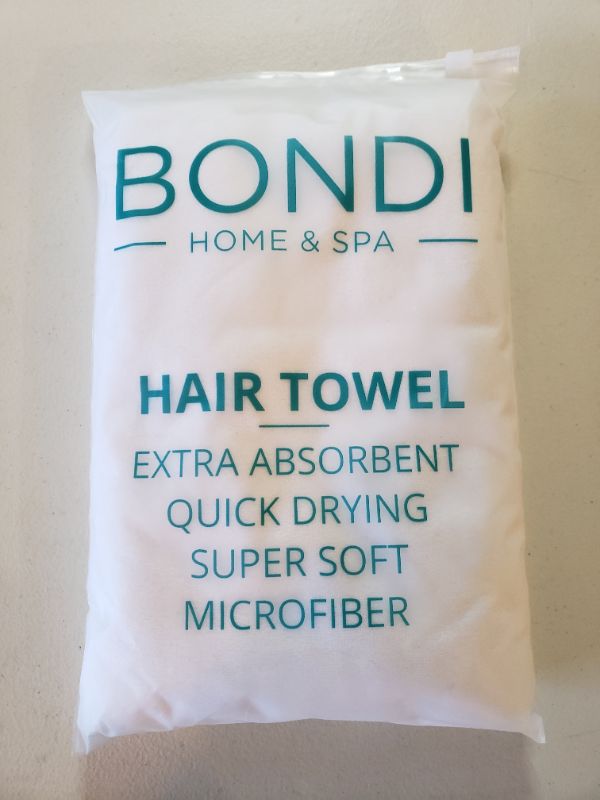 BONDI
HOME & SPA
HAIR TOWEL
EXTRA ABSORBENT
QUICK DRYING
SUPER SOFT
MICROFIBER